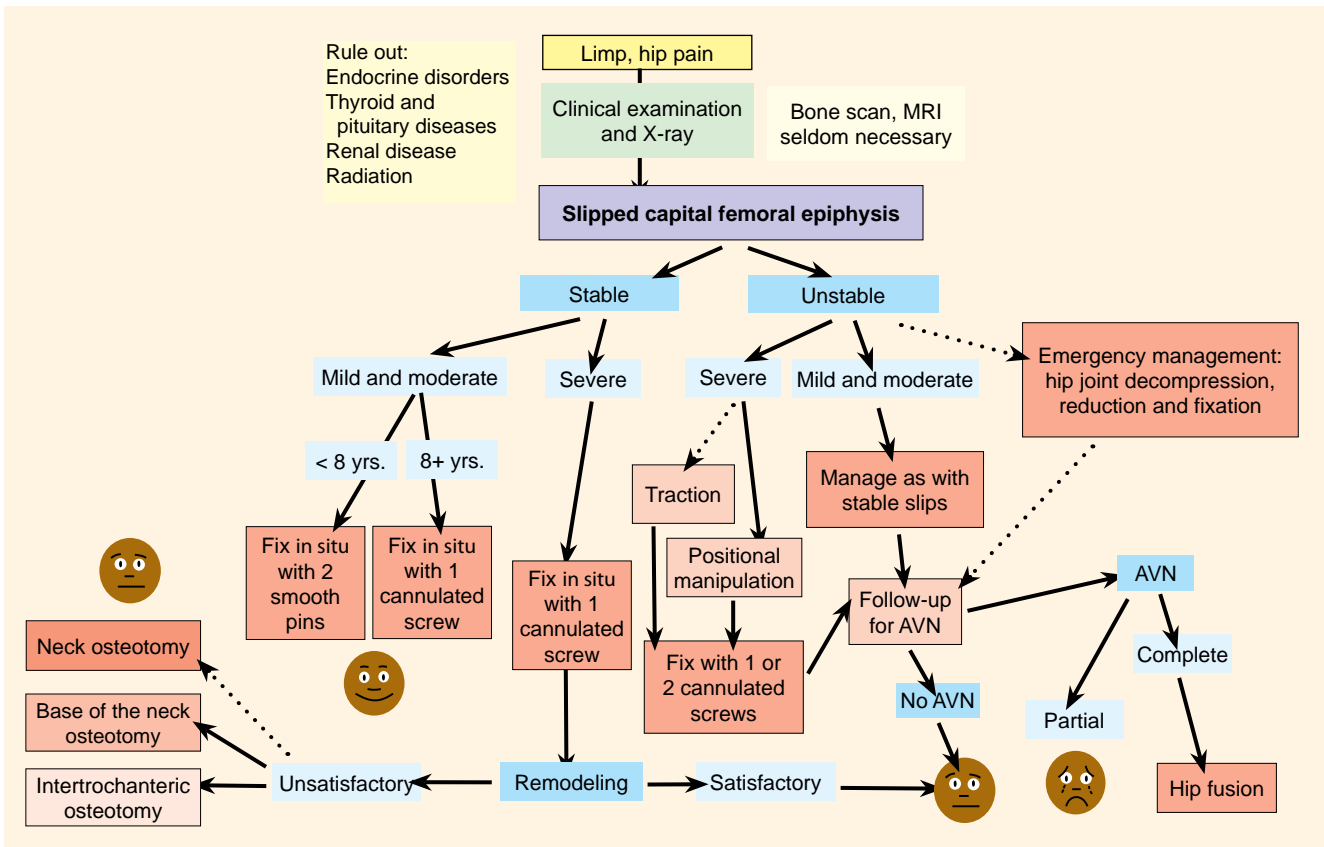 Rule out:
Endocrine disorders
Thyroid and
pituitary diseases
Renal disease
Radiation
Limp, hip pain
Clinical examination
and X-ray
Bone scan, MRI
seldom necessary
Slipped capital femoral epiphysis
Stable
Unstable
Mild and moderate
Severe
Severe
Mild and moderate
Emergency management:
hip joint decompression,
reduction and fixation
< 8 yrs.
8+ yrs.
Traction
Manage as with
stable slips
Fix in situ
with 2
smooth
pins
Fix in situ
with 1
cannulated
screw
Fix in situ
with 1
cannulated
screw
Positional
manipulation
Follow-up
for AVN
AVN
Neck osteotomy
Fix with 1 or
2 cannulated
screws
Complete
No AVN
Base of the neck
osteotomy
Partial
Intertrochanteric
osteotomy
Unsatisfactory
Remodeling
Satisfactory
Hip fusion